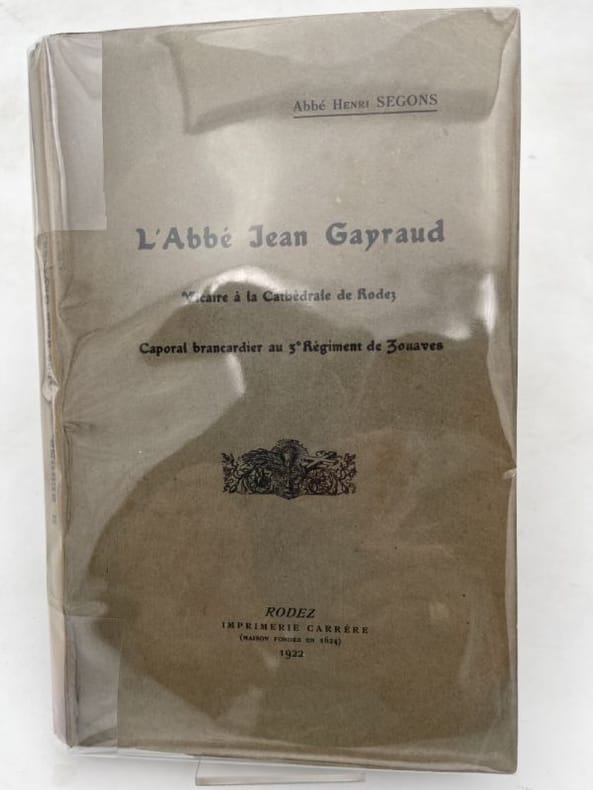 Abbé Henri SEGONS
L'Abbé Jean Gayraud
Vicaire à la Cathédrale de Rodez
Caporal brancardier au 3e Régiment de Zouaves
RODEZ
IMPRIMERIE CARRÈRE
(MAISON FONDÉE EN 1624)
1922